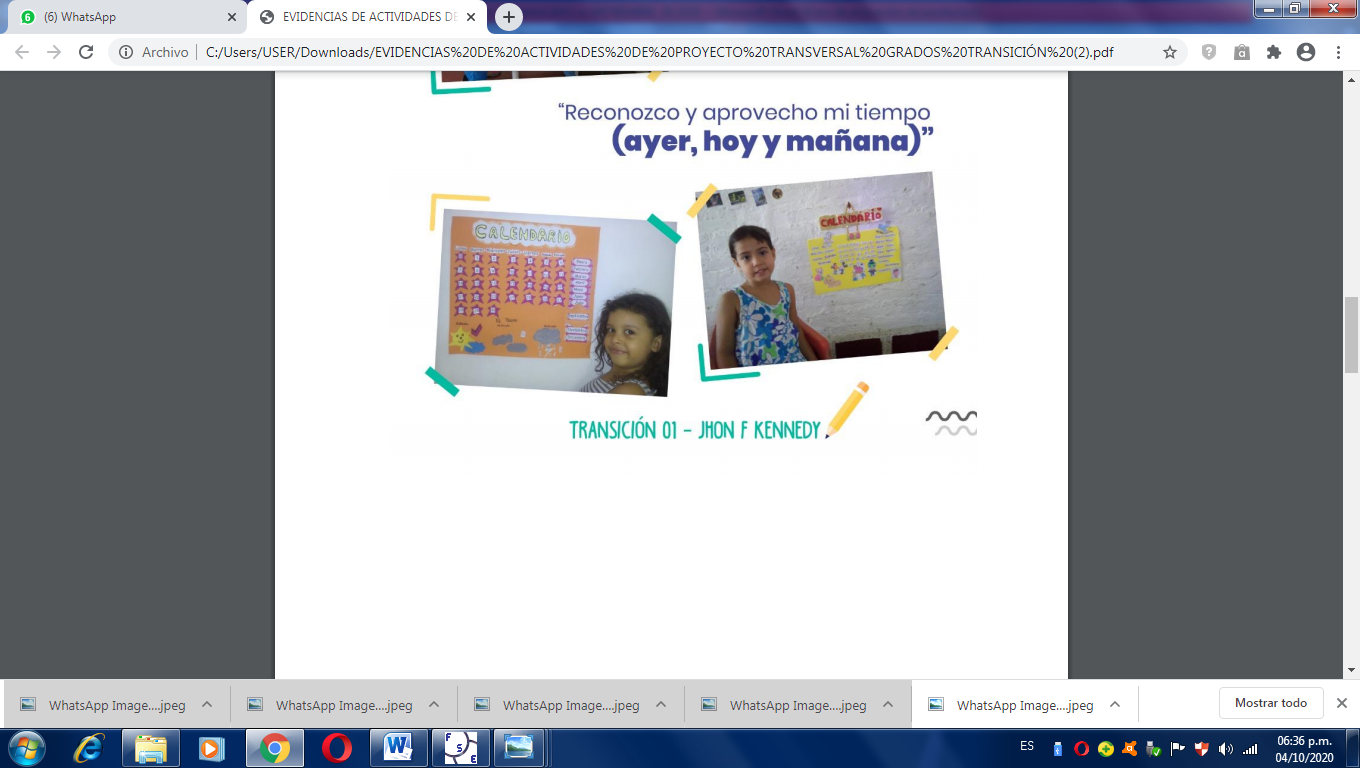 (6) WhatsApp
EVIDENCIAS DE ACTIVIDADES DE
Archivo
C:/Users/USER/Downloads/EVIDENCIAS%20DE%20ACTIVIDADES%20DE%20PROYECTO%20TRANSVERSAL%20GRADOS%20TRANSICIÓN%20(2).pdf
“Reconozco y aprovecho mi tiempo
(ayer, hoy y mañana)”
CALENDARIO
CALENDARIO
TRANSICIÓN 01 - JHON F KENNEDY
WhatsApp Image....jpeg
WhatsApp Image....jpeg
WhatsApp Image....jpeg
WhatsApp Image....jpeg
WhatsApp Image....jpeg
Mostrar todo
ES
06:36 p.m.
04/10/2020